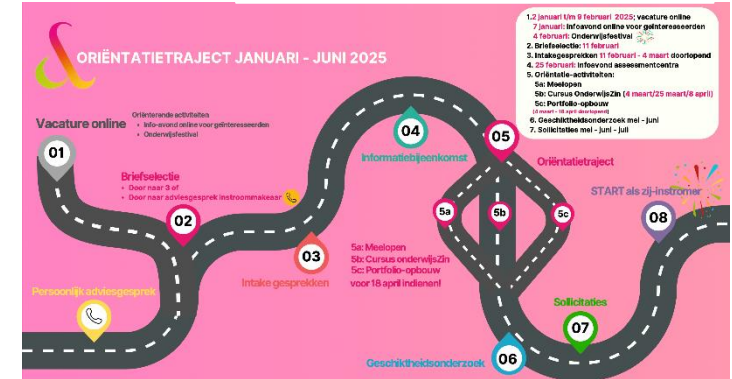 &
ORIËNTATIETRAJECT JANUARI - JUNI 2025
1.2 januari t/m 9 februari 2025; vacature online
7 januari: Infoavond online voor geïntereseerden
4 februari: Onderwijsfestival
2. Briefselectie: 11 februari
3. Intakegesprekken 11 februari - 4 maart doorlopend
4. 25 februari: Infoavond assessmentcentra
5. Oriëntatie-activiteiten:
5a: Meelopen
5b: Cursus OnderwijsZin (4 maart/25 maart/8 april)
5c: Portfolio-opbouw
(4 maart - 18 april doorlopend)
6. Geschiktheidsonderzoek mei - juni
7. Sollicitaties mei - juni - juli
Vacature online
Oriënterende activiteiten
• Info-avond online voor geïnteresseerden
• Onderwijsfestival
01
Briefselectie
• Door naar 3 of
• Door naar adviesgesprek instroommakelaar
02
Persoonlijk adviesgesprek
03
Intake gesprekken
04
Informatiebijeenkomst
05
Oriëntatietraject
5a
5b
5c
5a: Meelopen
5b: Cursus onderwijsZin
5c: Portfolio-opbouw
voor 18 april indienen!
06
Geschiktheidsonderzoek
Sollicitaties
07
START als zij-instromer
08